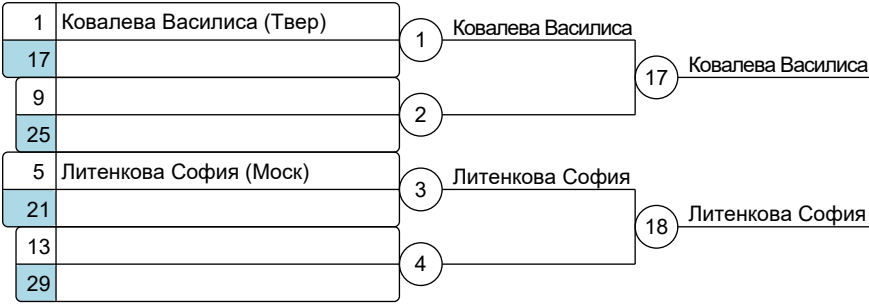 1 Ковалева Василиса (Твер)
17
1 Ковалева Василиса
17 Ковалева Василиса
9
25
2
5 Литенкова София (Моск)
21
3 Литенкова София
18 Литенкова София
13
29
4